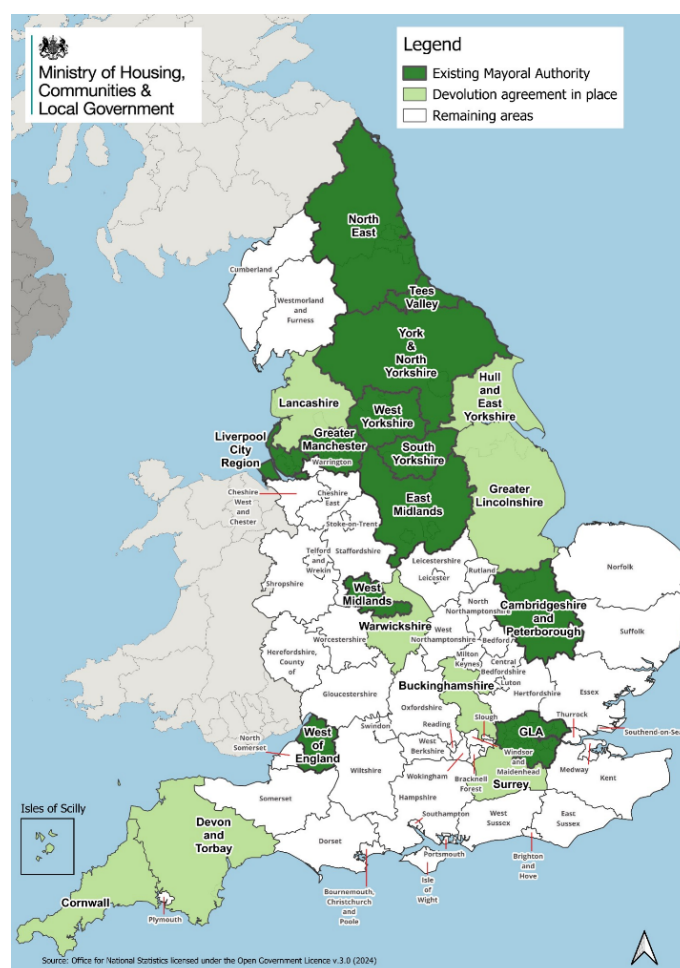 Ministry of Housing,
Communities &
Local Government
Legend
Existing Mayoral Authority
Devolution agreement in place
Remaining areas
North
East
Cumberland
Westmorland
and
Furness
Tees
Valley
York
&
North
Yorkshire
Hull
and
East
Yorkshire
Lancashire
West
Yorkshire
Greater
Manchester
Liverpool
City
Region
South
Yorkshire
Warrington
Cheshire
West
and
Chester
Cheshire
East
East
Midlands
Greater
Lincolnshire
Stoke-on-Trent
Staffordshire
Telford
and
Wrekin
Shropshire
Leicestershire
Leicester
Rutland
Norfolk
West
Midlands
North
Northamptonshire
Cambridgeshire
and
Peterborough
Warwickshire
West
Northamptonshire
Bedford
Suffolk
Worcestershire
Herefordshire,
County
of
Milton
Keynes
Central
Bedfordshire
Luton
Buckinghamshire
Hertfordshire
Essex
Gloucestershire
Oxfordshire
Slough
Thurrock
Southend-on-Sea
North
Somerset
West
of
England
Swindon
Reading
West
Berkshire
GLA
Windsor
and
Maidenhead
Medway
Kent
Wiltshire
Wokingham
Bracknell
Forest
Surrey
Somerset
Hampshire
Isles of Scilly
Devon
and
Torbay
Southampton
West
Sussex
East
Sussex
Dorset
Portsmouth
Brighton
and
Hove
Isle
of
Wight
Bournemouth,
Christchurch
and
Poole
Cornwall
Plymouth
Source: Office for National Statistics licensed under the Open Government Licence v.3.0 (2024)